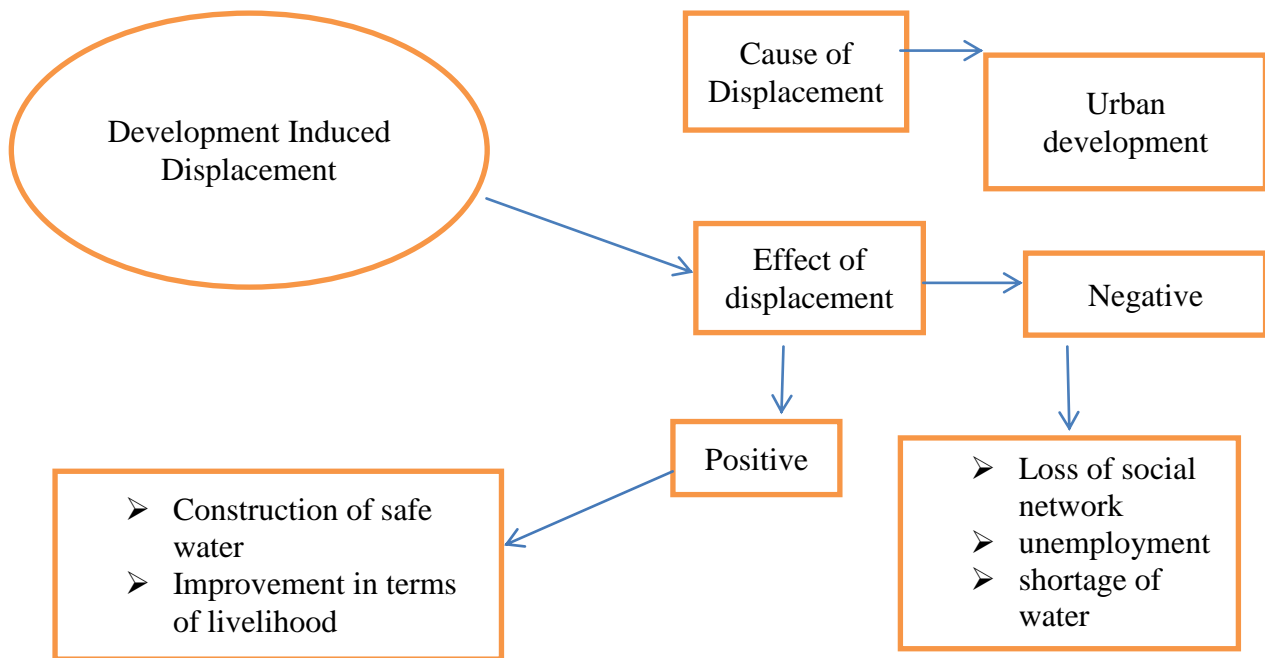 Development Induced
Displacement
Cause of
Displacement
Urban
development
Effect of
displacement
Negative
Positive
➢ Construction of safe
water
➢ Improvement in terms
of livelihood
➢ Loss of social
network
➢ unemployment
➢ shortage of
water